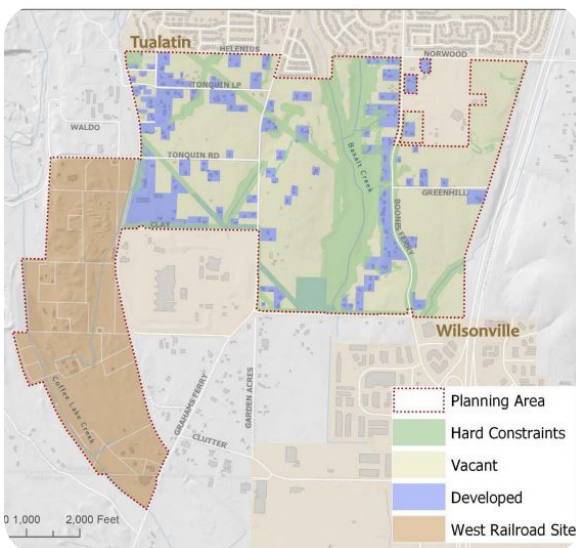 Tualatin
HELENIUS
NORWOOD
TONQUIN LP
WALDO
TONQUIN RD
Basalt Creek
GREENHILL
BOONES FERRY
CLAY
Wilsonville
Coffee Lake Creek
GRAHAMS FERRY
GARDEN ACRES
CLUTTER
Planning Area
Hard Constraints
Vacant
Developed
West Railroad Site
0 1,000 2,000 Feet